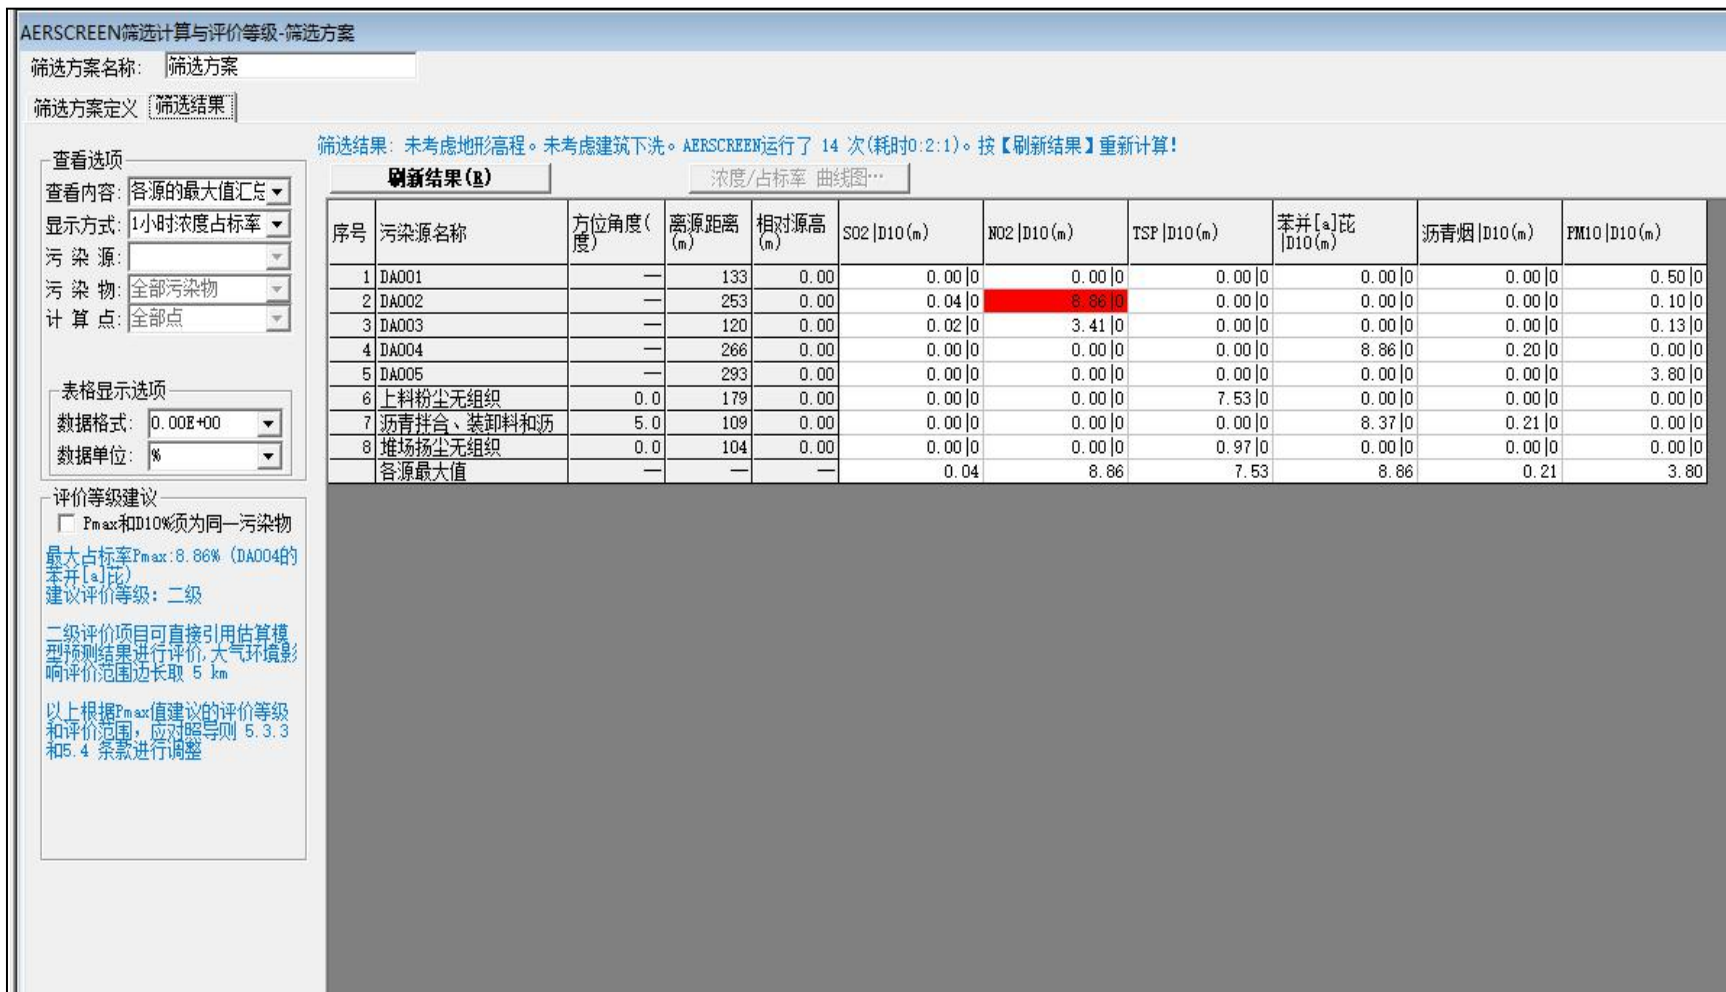 AERSCREEN筛选计算与评价等级-筛选方案
筛选方案名称: 筛选方案
筛选方案定义 筛选结果
筛选结果: 未考虑地形高程。未考虑建筑下洗。AERSCREEN运行了 14 次(耗时0:2:1)。按【刷新结果】重新计算!
刷新结果(R) 浓度/占标率 曲线图…
查看选项
查看内容: 各源的最大值汇总
显示方式: 1小时浓度占标率
污 染 源:
污 染 物: 全部污染物
计 算 点: 全部点
表格显示选项
数据格式: 0.00E+00
数据单位: %
评价等级建议
Pmax和D10%须为同一污染物
最大占标率Pmax:8.86% (DA004的
苯并[a]芘)
建议评价等级: 二级
二级评价项目可直接引用估算模
型预测结果进行评价,大气环境影
响评价范围边长取 5 km
以上根据Pmax值建议的评价等级
和评价范围,应对照导则 5.3.3
和5.4 条款进行调整
序号 污染源名称 方位角度(度) 离源距离(m) 相对源高(m) SO2|D10(m) NO2|D10(m) TSP|D10(m) 苯并[a]芘|D10(m) 沥青烟|D10(m) PM10|D10(m)
1 DA001 — 133 0.00 0.00|0 0.00|0 0.00|0 0.00|0 0.00|0 0.50|0
2 DA002 — 253 0.00 0.04|0 8.86|0 0.00|0 0.00|0 0.00|0 0.10|0
3 DA003 — 120 0.00 0.02|0 3.41|0 0.00|0 0.00|0 0.00|0 0.13|0
4 DA004 — 266 0.00 0.00|0 0.00|0 0.00|0 8.86|0 0.20|0 0.00|0
5 DA005 — 293 0.00 0.00|0 0.00|0 0.00|0 0.00|0 0.00|0 3.80|0
6 上料粉尘无组织 0.0 179 0.00 0.00|0 0.00|0 7.53|0 0.00|0 0.00|0 0.00|0
7 沥青拌合、装卸料和沥 5.0 109 0.00 0.00|0 0.00|0 0.00|0 8.37|0 0.21|0 0.00|0
8 堆场扬尘无组织 0.0 104 0.00 0.00|0 0.00|0 0.97|0 0.00|0 0.00|0 0.00|0
各源最大值 — — — 0.04 8.86 7.53 8.86 0.21 3.80